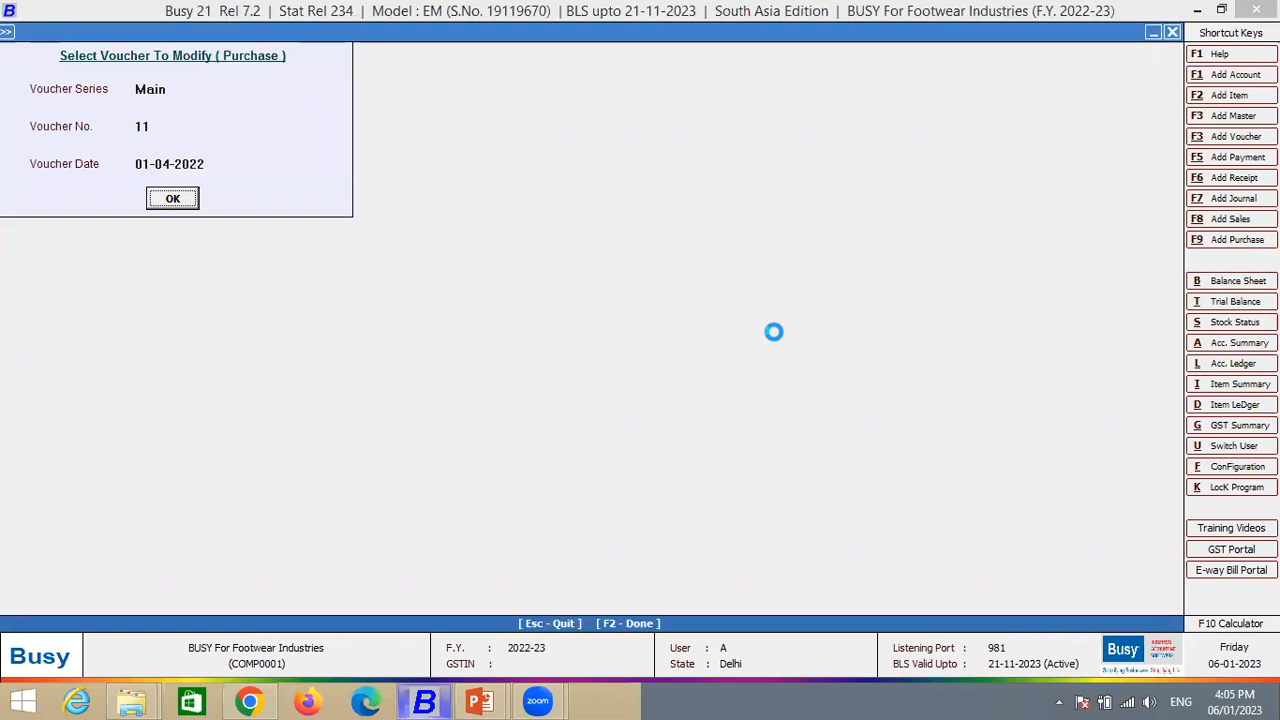 Busy 21 Rel 7.2 | Stat Rel 234 | Model : EM (S.No. 19119670) | BLS upto 21-11-2023 | South Asia Edition | BUSY For Footwear Industries (F.Y. 2022-23)
>>
Shortcut Keys
Select Voucher To Modify ( Purchase )
Voucher Series Main
Voucher No. 11
Voucher Date 01-04-2022
OK
F1 Help
F1 Add Account
F2 Add Item
F3 Add Master
F3 Add Voucher
F5 Add Payment
F6 Add Receipt
F7 Add Journal
F8 Add Sales
F9 Add Purchase
B Balance Sheet
T Trial Balance
S Stock Status
A Acc. Summary
L Acc. Ledger
I Item Summary
D Item LeDger
G GST Summary
U Switch User
F ConFiguration
K LocK Program
Training Videos
GST Portal
E-way Bill Portal
[ Esc - Quit ] [ F2 - Done ]
F10 Calculator
Busy
BUSY For Footwear Industries
(COMP0001)
F.Y. : 2022-23
GSTIN :
User : A
State : Delhi
Listening Port : 981
BLS Valid Upto : 21-11-2023 (Active)
Busy
Friday
06-01-2023
zoom
ENG
4:05 PM
06/01/2023